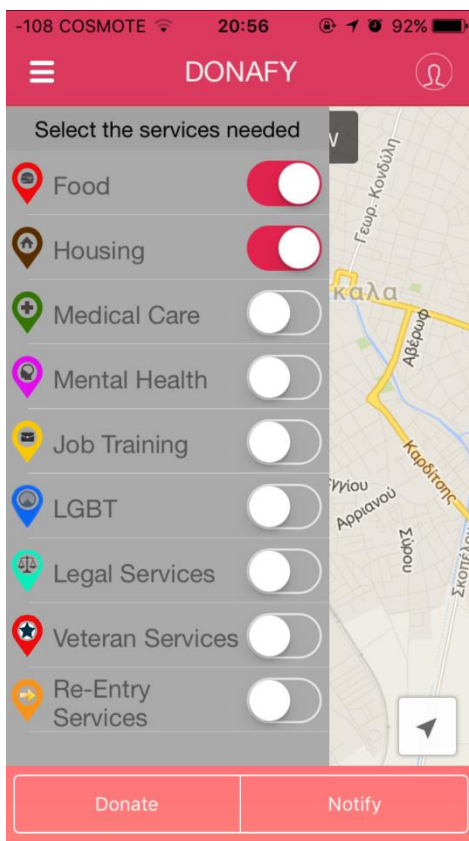 -108 COSMOTE 20:56 92%
DONAFY
Select the services needed
Food
Housing
Medical Care
Mental Health
Job Training
LGBT
Legal Services
Veteran Services
Re-Entry
Services
Γεωρ. Κονδύλη
καλα
Αβέρωφ
Καρδίτσης
Αρριανού
Σύρου
Donate
Notify